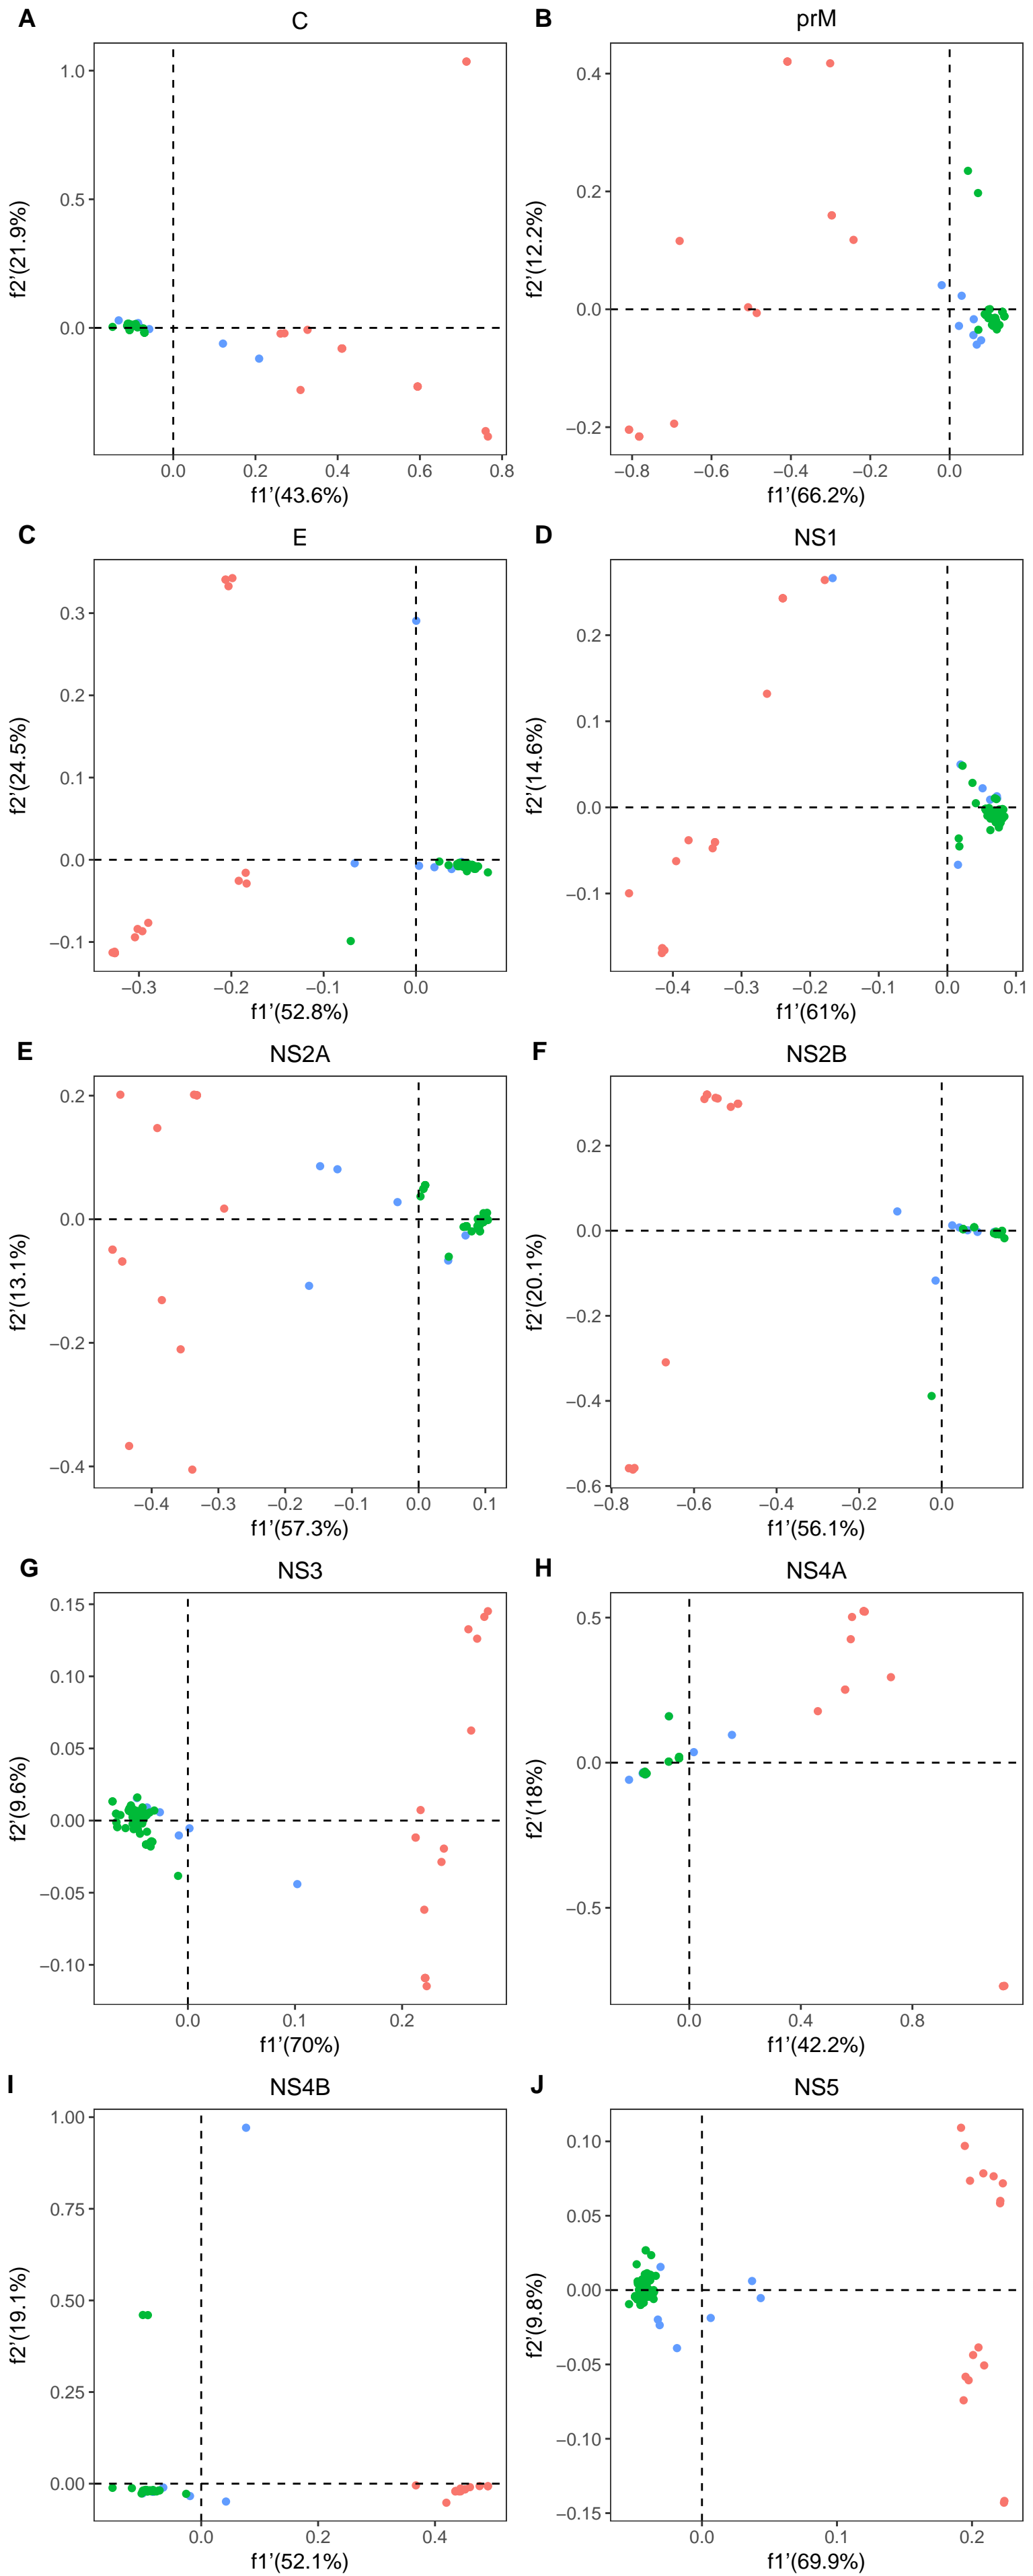 A
C
1.0
0.5
0.0
f2'(21.9%)
0.0 0.2 0.4 0.6 0.8
f1'(43.6%)
B
prM
0.4
0.2
0.0
−0.2
f2'(12.2%)
−0.8 −0.6 −0.4 −0.2 0.0
f1'(66.2%)
C
E
0.3
0.2
0.1
0.0
−0.1
f2'(24.5%)
−0.3 −0.2 −0.1 0.0
f1'(52.8%)
D
NS1
0.2
0.1
0.0
−0.1
f2'(14.6%)
−0.4 −0.3 −0.2 −0.1 0.0 0.1
f1'(61%)
E
NS2A
0.2
0.0
−0.2
−0.4
f2'(13.1%)
−0.4 −0.3 −0.2 −0.1 0.0 0.1
f1'(57.3%)
F
NS2B
0.2
0.0
−0.2
−0.4
−0.6
f2'(20.1%)
−0.8 −0.6 −0.4 −0.2 0.0
f1'(56.1%)
G
NS3
0.15
0.10
0.05
0.00
−0.05
−0.10
f2'(9.6%)
0.0 0.1 0.2
f1'(70%)
H
NS4A
0.5
0.0
−0.5
f2'(18%)
0.0 0.4 0.8
f1'(42.2%)
I
NS4B
1.00
0.75
0.50
0.25
0.00
f2'(19.1%)
0.0 0.2 0.4
f1'(52.1%)
J
NS5
0.10
0.05
0.00
−0.05
−0.10
−0.15
f2'(9.8%)
0.0 0.1 0.2
f1'(69.9%)